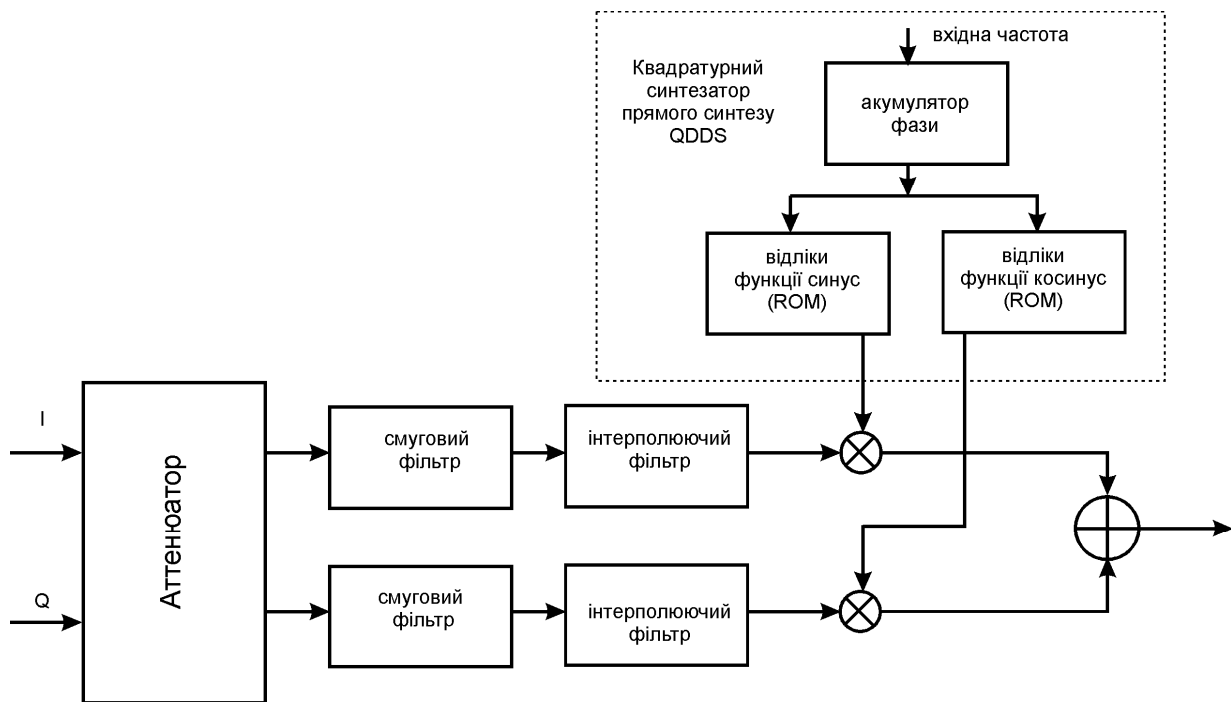 вхідна частота
Квадратурний
синтезатор
прямого синтезу
QDDS
акумулятор
фази
відліки
функції синус
(ROM)
відліки
функції косинус
(ROM)
I
Q
Аттенюатор
смуговий
фільтр
інтерполюючий
фільтр
смуговий
фільтр
інтерполюючий
фільтр